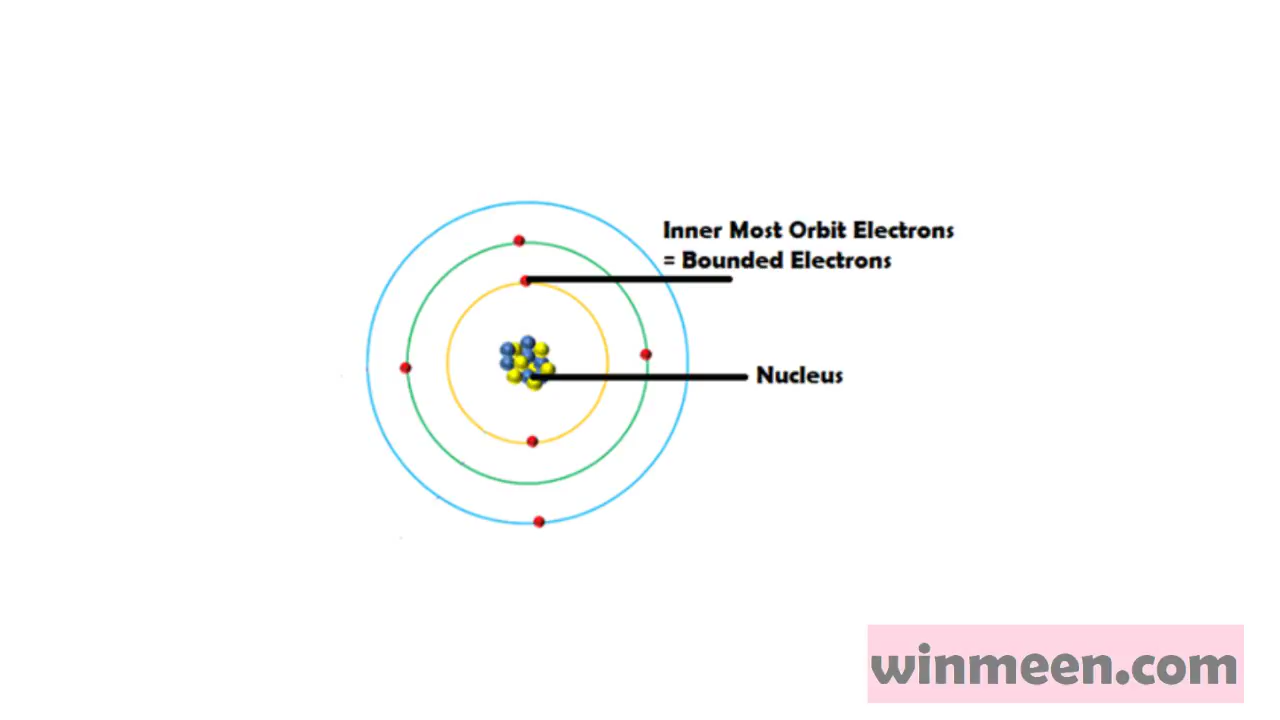 Inner Most Orbit Electrons
= Bounded Electrons
Nucleus
winmeen.com